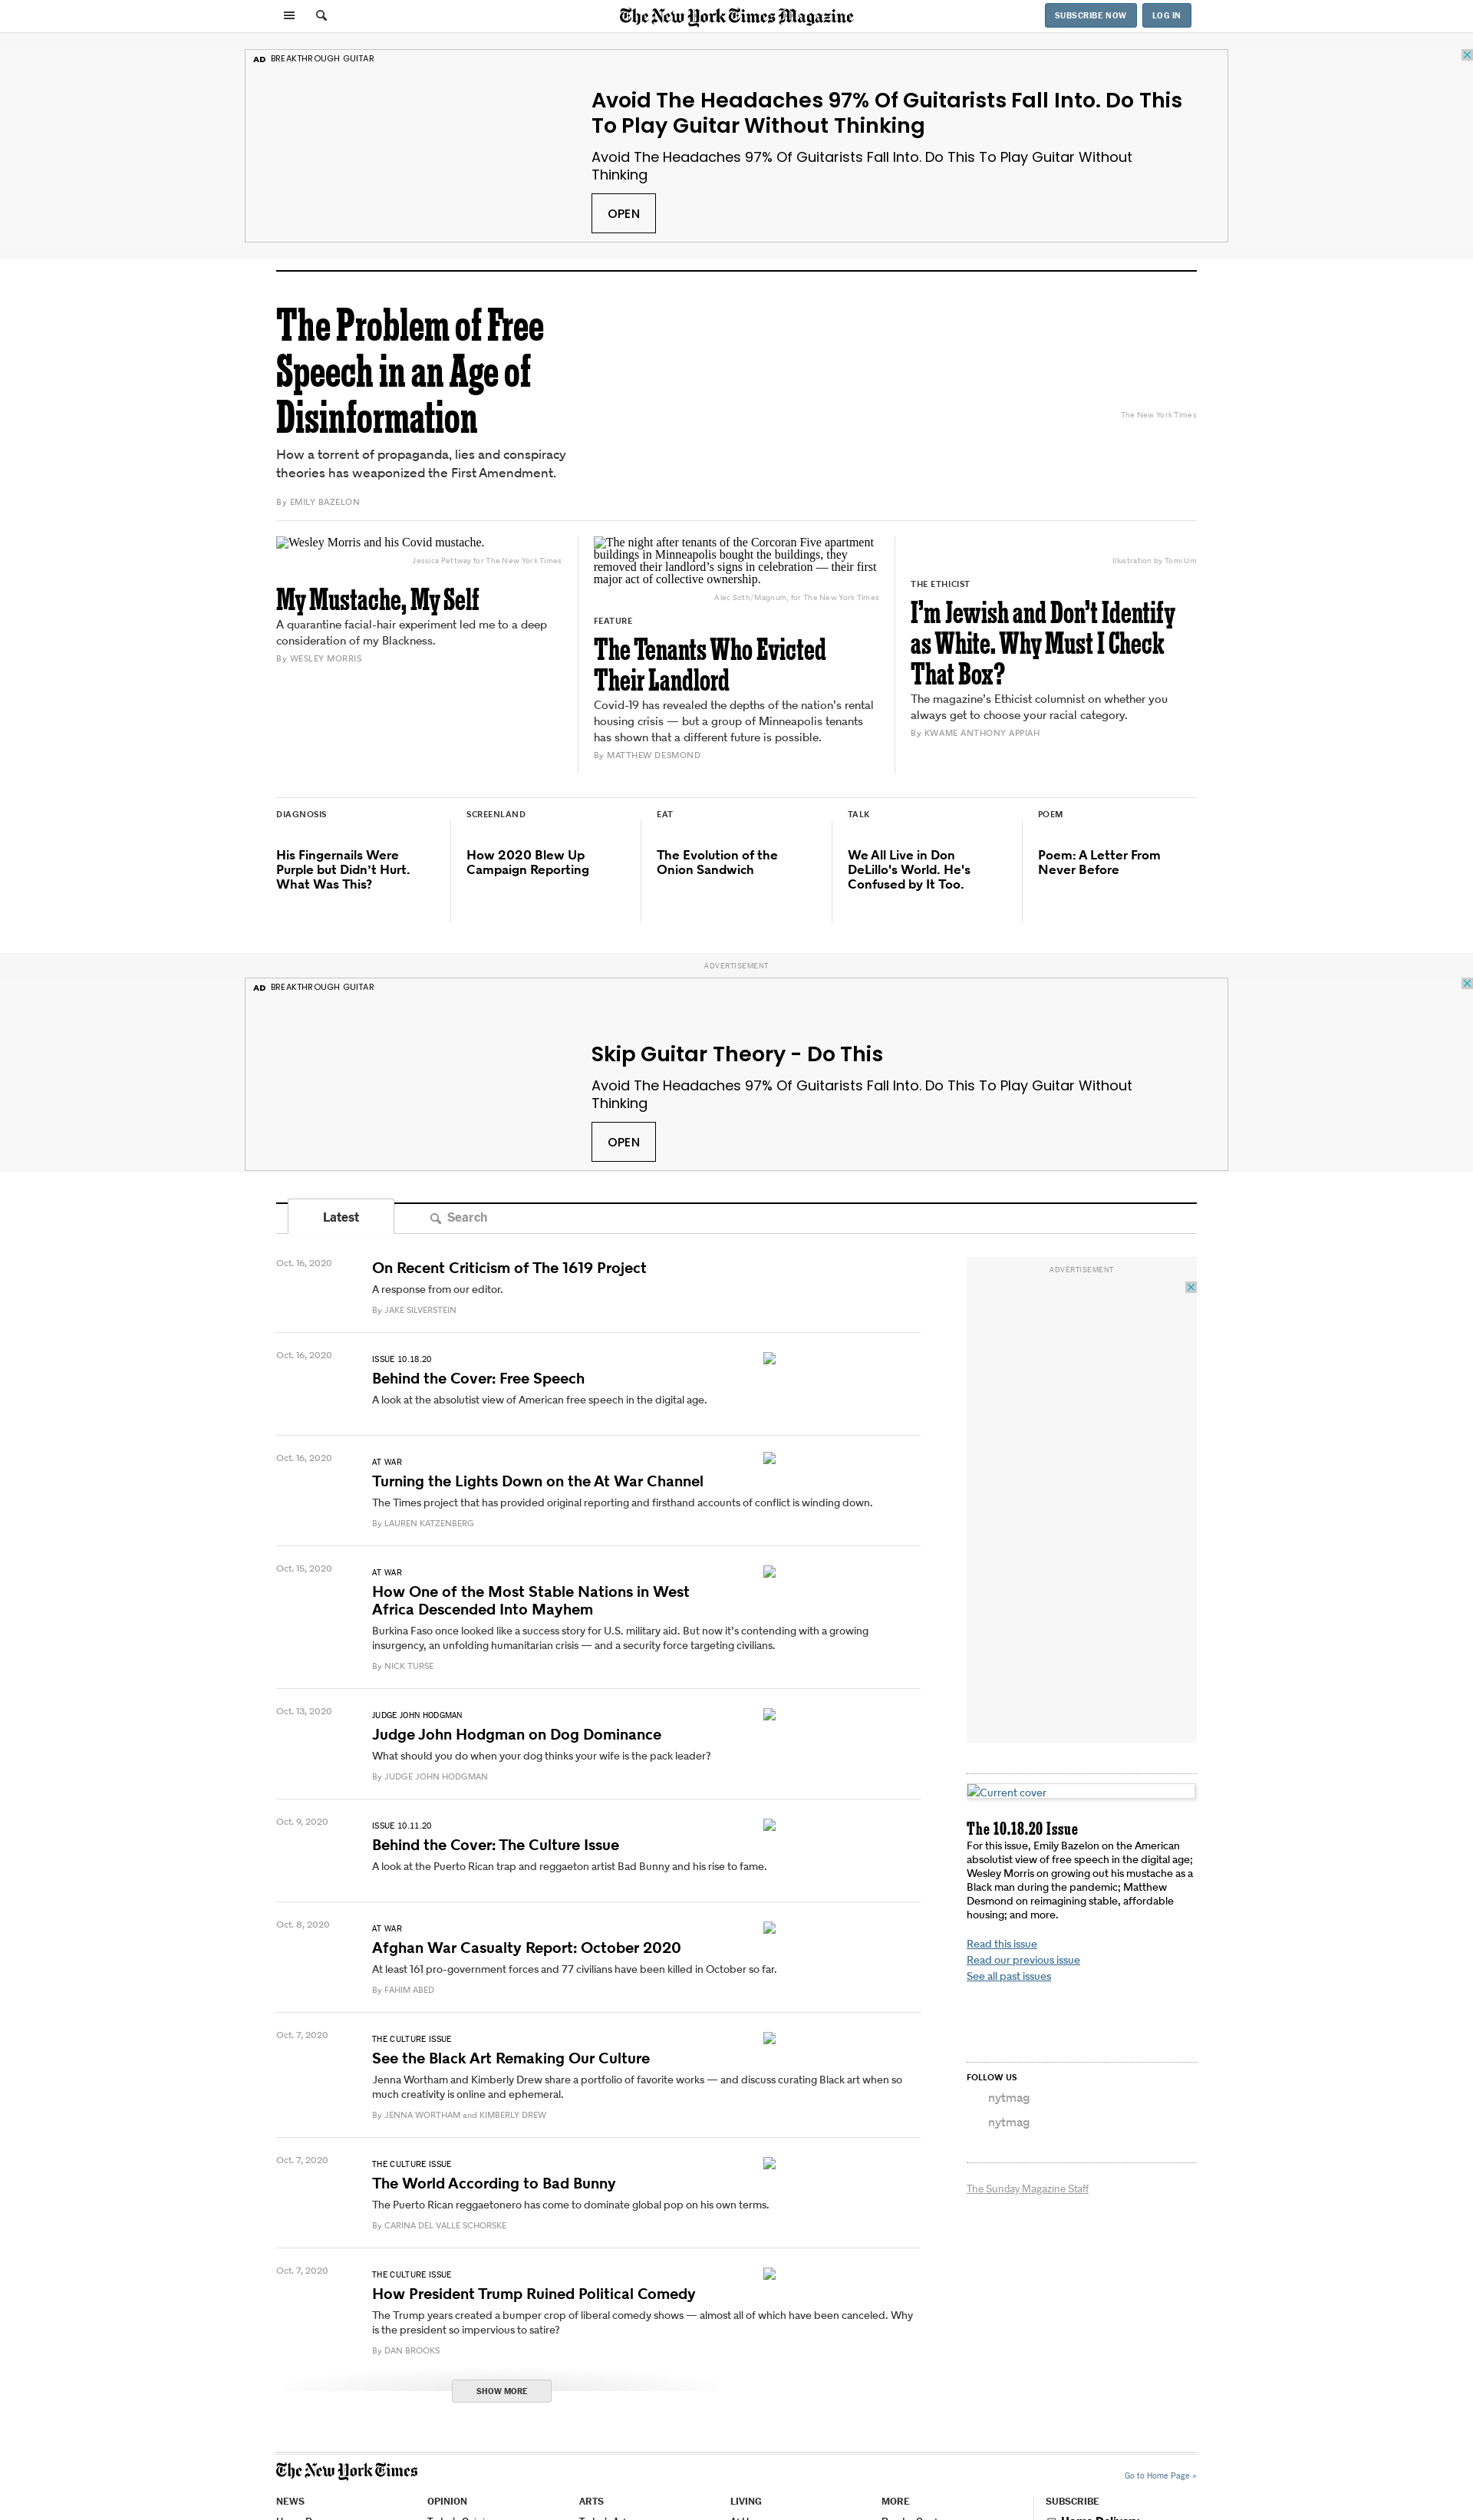 The New York Times Magazine
SUBSCRIBE NOW
LOG IN
AD BREAKTHROUGH GUITAR
Avoid The Headaches 97% Of Guitarists Fall Into. Do This
To Play Guitar Without Thinking
Avoid The Headaches 97% Of Guitarists Fall Into. Do This To Play Guitar Without
Thinking
OPEN
The Problem of Free
Speech in an Age of
Disinformation
How a torrent of propaganda, lies and conspiracy
theories has weaponized the First Amendment.
By EMILY BAZELON
The New York Times
Wesley Morris and his Covid mustache.
Jessica Pettway for The New York Times
My Mustache, My Self
A quarantine facial-hair experiment led me to a deep
consideration of my Blackness.
By WESLEY MORRIS
The night after tenants of the Corcoran Five apartment
buildings in Minneapolis bought the buildings, they
removed their landlord’s signs in celebration — their first
major act of collective ownership.
Alec Soth/Magnum, for The New York Times
FEATURE
The Tenants Who Evicted
Their Landlord
Covid-19 has revealed the depths of the nation’s rental
housing crisis — but a group of Minneapolis tenants
has shown that a different future is possible.
By MATTHEW DESMOND
Illustration by Tomi Um
THE ETHICIST
I’m Jewish and Don’t Identify
as White. Why Must I Check
That Box?
The magazine’s Ethicist columnist on whether you
always get to choose your racial category.
By KWAME ANTHONY APPIAH
DIAGNOSIS
His Fingernails Were
Purple but Didn’t Hurt.
What Was This?
SCREENLAND
How 2020 Blew Up
Campaign Reporting
EAT
The Evolution of the
Onion Sandwich
TALK
We All Live in Don
DeLillo's World. He's
Confused by It Too.
POEM
Poem: A Letter From
Never Before
ADVERTISEMENT
AD BREAKTHROUGH GUITAR
Skip Guitar Theory - Do This
Avoid The Headaches 97% Of Guitarists Fall Into. Do This To Play Guitar Without
Thinking
OPEN
Latest
Search
Oct. 16, 2020
On Recent Criticism of The 1619 Project
A response from our editor.
By JAKE SILVERSTEIN
Oct. 16, 2020
ISSUE 10.18.20
Behind the Cover: Free Speech
A look at the absolutist view of American free speech in the digital age.
Oct. 16, 2020
AT WAR
Turning the Lights Down on the At War Channel
The Times project that has provided original reporting and firsthand accounts of conflict is winding down.
By LAUREN KATZENBERG
Oct. 15, 2020
AT WAR
How One of the Most Stable Nations in West
Africa Descended Into Mayhem
Burkina Faso once looked like a success story for U.S. military aid. But now it’s contending with a growing
insurgency, an unfolding humanitarian crisis — and a security force targeting civilians.
By NICK TURSE
Oct. 13, 2020
JUDGE JOHN HODGMAN
Judge John Hodgman on Dog Dominance
What should you do when your dog thinks your wife is the pack leader?
By JUDGE JOHN HODGMAN
Oct. 9, 2020
ISSUE 10.11.20
Behind the Cover: The Culture Issue
A look at the Puerto Rican trap and reggaeton artist Bad Bunny and his rise to fame.
Oct. 8, 2020
AT WAR
Afghan War Casualty Report: October 2020
At least 161 pro-government forces and 77 civilians have been killed in October so far.
By FAHIM ABED
Oct. 7, 2020
THE CULTURE ISSUE
See the Black Art Remaking Our Culture
Jenna Wortham and Kimberly Drew share a portfolio of favorite works — and discuss curating Black art when so
much creativity is online and ephemeral.
By JENNA WORTHAM and KIMBERLY DREW
Oct. 7, 2020
THE CULTURE ISSUE
The World According to Bad Bunny
The Puerto Rican reggaetonero has come to dominate global pop on his own terms.
By CARINA DEL VALLE SCHORSKE
Oct. 7, 2020
THE CULTURE ISSUE
How President Trump Ruined Political Comedy
The Trump years created a bumper crop of liberal comedy shows — almost all of which have been canceled. Why
is the president so impervious to satire?
By DAN BROOKS
SHOW MORE
ADVERTISEMENT
Current cover
The 10.18.20 Issue
For this issue, Emily Bazelon on the American
absolutist view of free speech in the digital age;
Wesley Morris on growing out his mustache as a
Black man during the pandemic; Matthew
Desmond on reimagining stable, affordable
housing; and more.
Read this issue
Read our previous issue
See all past issues
FOLLOW US
nytmag
nytmag
The Sunday Magazine Staff
The New York Times
Go to Home Page »
NEWS
OPINION
ARTS
LIVING
MORE
SUBSCRIBE